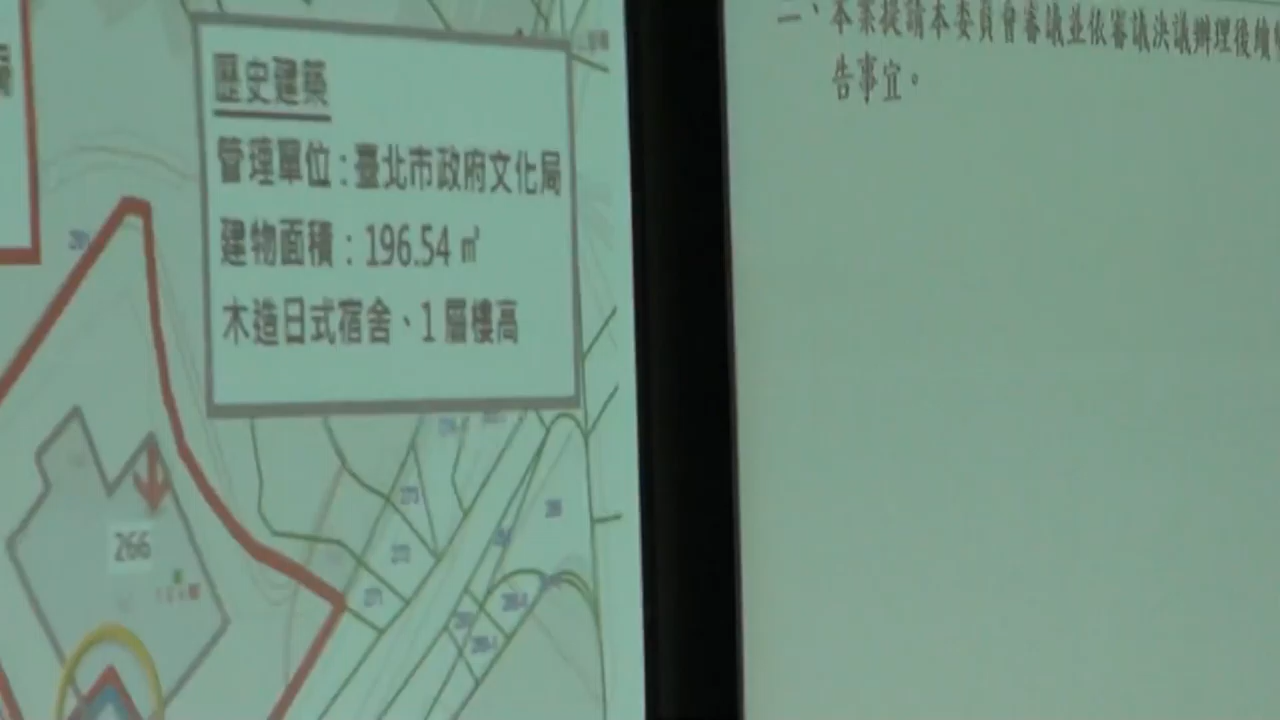 歷史建築
管理單位：臺北市政府文化局
建物面積：196.54 ㎡
木造日式宿舍、1 層樓高
273
272
271
266
二、本案提請本委員會審議並依審議決議辦理後續
告事宜。